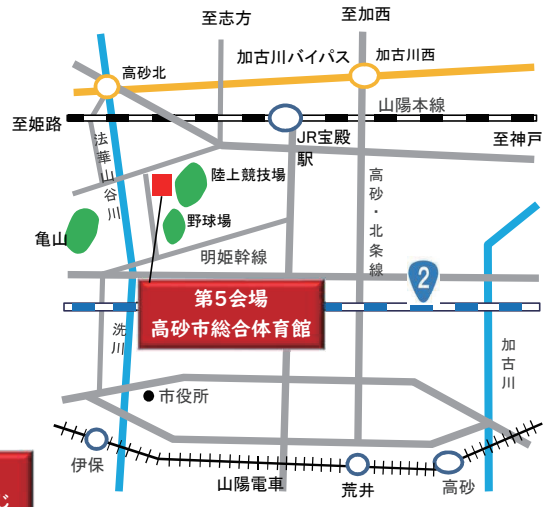 至志方
至加西
加古川バイパス
加古川西
高砂北
山陽本線
至姫路
JR宝殿
駅
至神戸
法華山谷川
陸上競技場
高砂・北条線
野球場
亀山
明姫幹線
2
第5会場
高砂市総合体育館
洗川
加古川
市役所
伊保
山陽電車
荒井
高砂